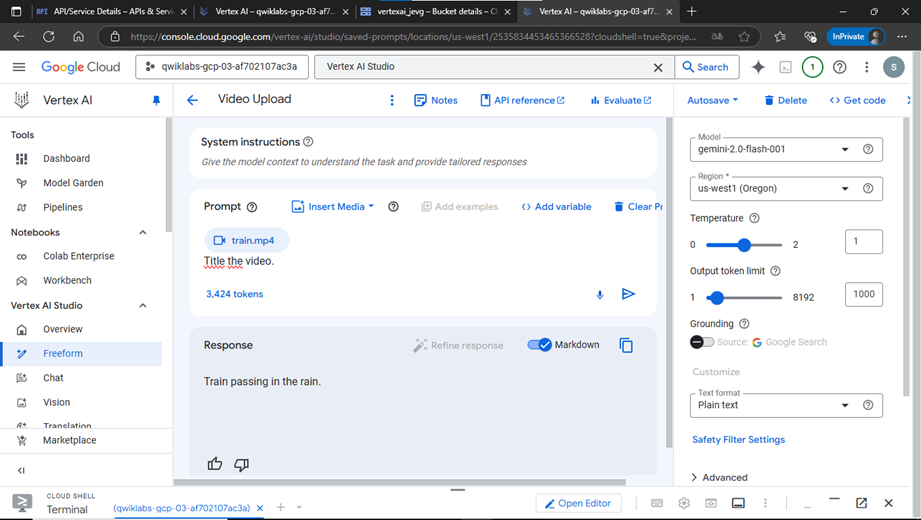 API API/Service Details – APIs & Servi
Vertex AI – qwiklabs-gcp-03-af702
vertexai_jevg – Bucket details – Cl
Vertex AI – qwiklabs-gcp-03-af702
https://console.cloud.google.com/vertex-ai/studio/saved-prompts/locations/us-west1/2535834453465366528?cloudshell=true&proje...
InPrivate
Google Cloud
qwiklabs-gcp-03-af702107ac3a
Vertex AI Studio
Search
1
S
Vertex AI
Video Upload
Notes
API reference
Evaluate
Autosave
Delete
Get code
Tools
Dashboard
Model Garden
Pipelines
Notebooks
Colab Enterprise
Workbench
Vertex AI Studio
Overview
Freeform
Chat
Vision
Translation
Marketplace
System instructions
Give the model context to understand the task and provide tailored responses
Prompt
Insert Media
Add examples
Add variable
Clear Pr
train.mp4
Title the video.
3,424 tokens
Response
Refine response
Markdown
Train passing in the rain.
Model
gemini-2.0-flash-001
Region *
us-west1 (Oregon)
Temperature
0
2
1
Output token limit
1
8192
1000
Grounding
Source: Google Search
Customize
Text format
Plain text
Safety Filter Settings
Advanced
CLOUD SHELL
Terminal
(qwiklabs-gcp-03-af702107ac3a)
Open Editor